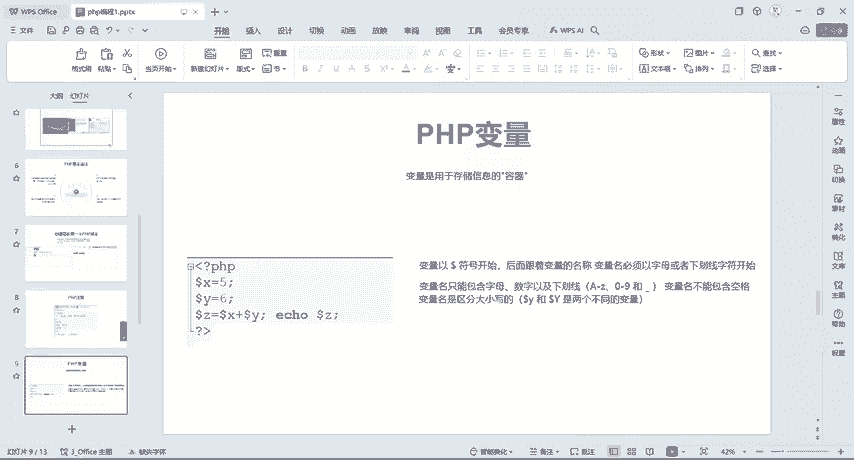 WPS Office
php编程1.pptx
文件
开始 插入 设计 切换 动画 放映 审阅 视图 工具 会员专享 WPS AI
格式刷 粘贴 当页开始 新建幻灯片 版式 重置 节
形状 图片 查找
文本框 排列 选择
大纲 幻灯片
6
7
8
9
PHP变量
变量是用于存储信息的"容器"
<?php
$x=5;
$y=6;
$z=$x+$y; echo $z;
?>
变量以 $ 符号开始，后面跟着变量的名称 变量名必须以字母或者下划线字符开始
变量名只能包含字母、数字以及下划线（A-z、0-9 和 _ ） 变量名不能包含空格
变量名是区分大小写的（$y 和 $Y 是两个不同的变量）
属性
动画
切换
素材
美化
文库
主题
帮助
设置
幻灯片 9 / 13 3_Office 主题 缺失字体 智能美化 备注 批注 42%